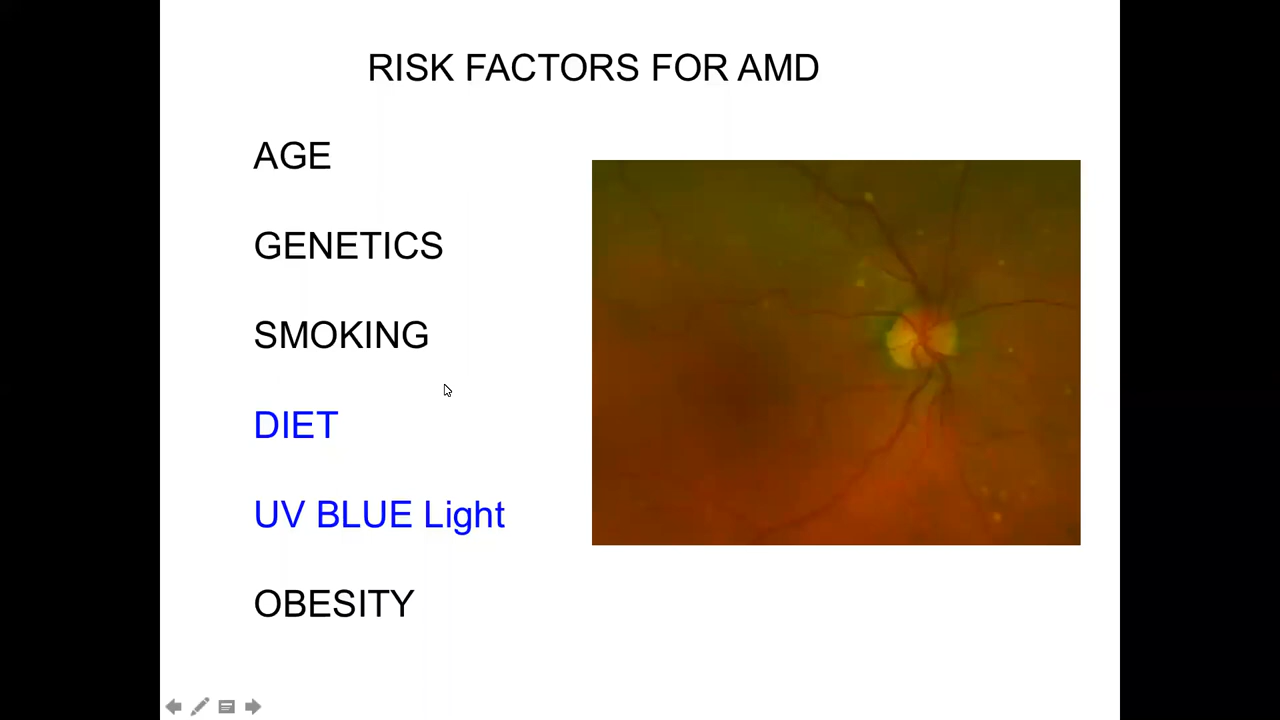 RISK FACTORS FOR AMD
AGE
GENETICS
SMOKING
DIET
UV BLUE Light
OBESITY